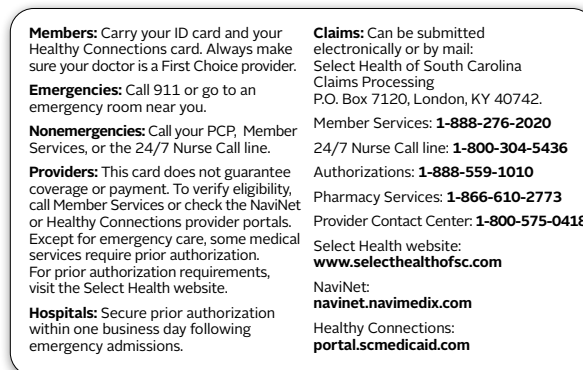 Members: Carry your ID card and your
Healthy Connections card. Always make
sure your doctor is a First Choice provider.
Emergencies: Call 911 or go to an
emergency room near you.
Nonemergencies: Call your PCP, Member
Services, or the 24/7 Nurse Call line.
Providers: This card does not guarantee
coverage or payment. To verify eligibility,
call Member Services or check the NaviNet
or Healthy Connections provider portals.
Except for emergency care, some medical
services require prior authorization.
For prior authorization requirements,
visit the Select Health website.
Hospitals: Secure prior authorization
within one business day following
emergency admissions.
Claims: Can be submitted
electronically or by mail:
Select Health of South Carolina
Claims Processing
P.O. Box 7120, London, KY 40742.
Member Services: 1-888-276-2020
24/7 Nurse Call line: 1-800-304-5436
Authorizations: 1-888-559-1010
Pharmacy Services: 1-866-610-2773
Provider Contact Center: 1-800-575-0418
Select Health website:
www.selecthealthofsc.com
NaviNet:
navinet.navimedix.com
Healthy Connections:
portal.scmedicaid.com